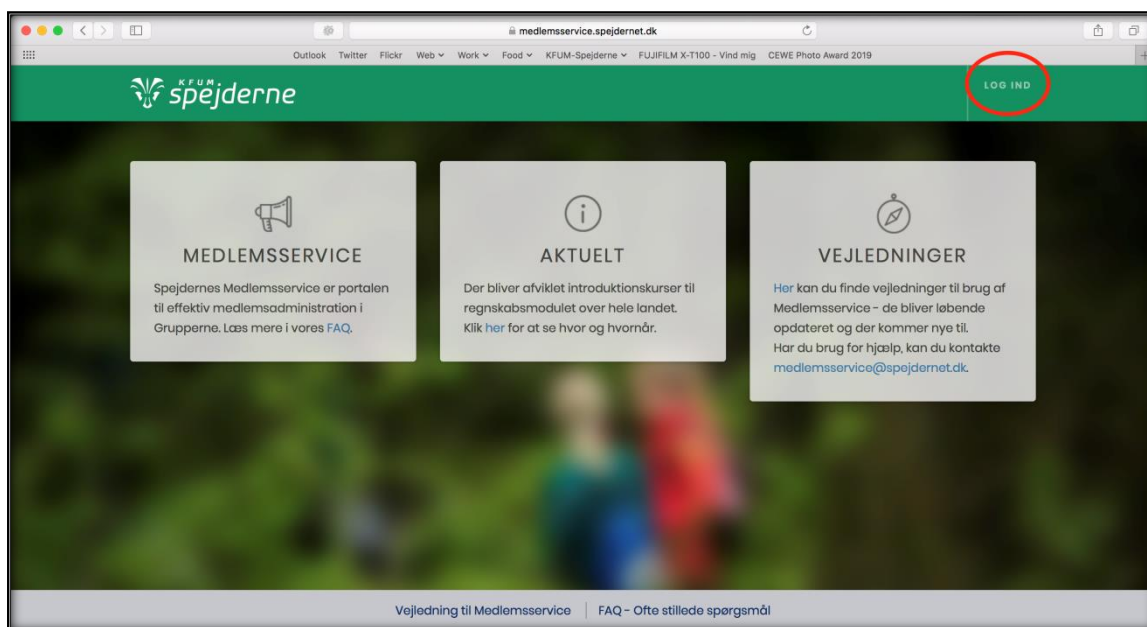 medlemsservice.spejdernet.dk
Outlook Twitter Flickr Web Work Food KFUM-Spejderne FUJIFILM X-T100 - Vind mig CEWE Photo Award 2019
KFUM
spejderne
LOG IND
MEDLEMSSERVICE
Spejdernes Medlemsservice er portalen
til effektiv medlemsadministration i
Grupperne. Læs mere i vores FAQ.
AKTUELT
Der bliver afviklet introduktionskurser til
regnskabsmodulet over hele landet.
Klik her for at se hvor og hvornår.
VEJLEDNINGER
Her kan du finde vejledninger til brug af
Medlemsservice - de bliver løbende
opdateret og der kommer nye til.
Har du brug for hjælp, kan du kontakte
medlemsservice@spejdernet.dk.
Vejledning til Medlemsservice FAQ - Ofte stillede spørgsmål